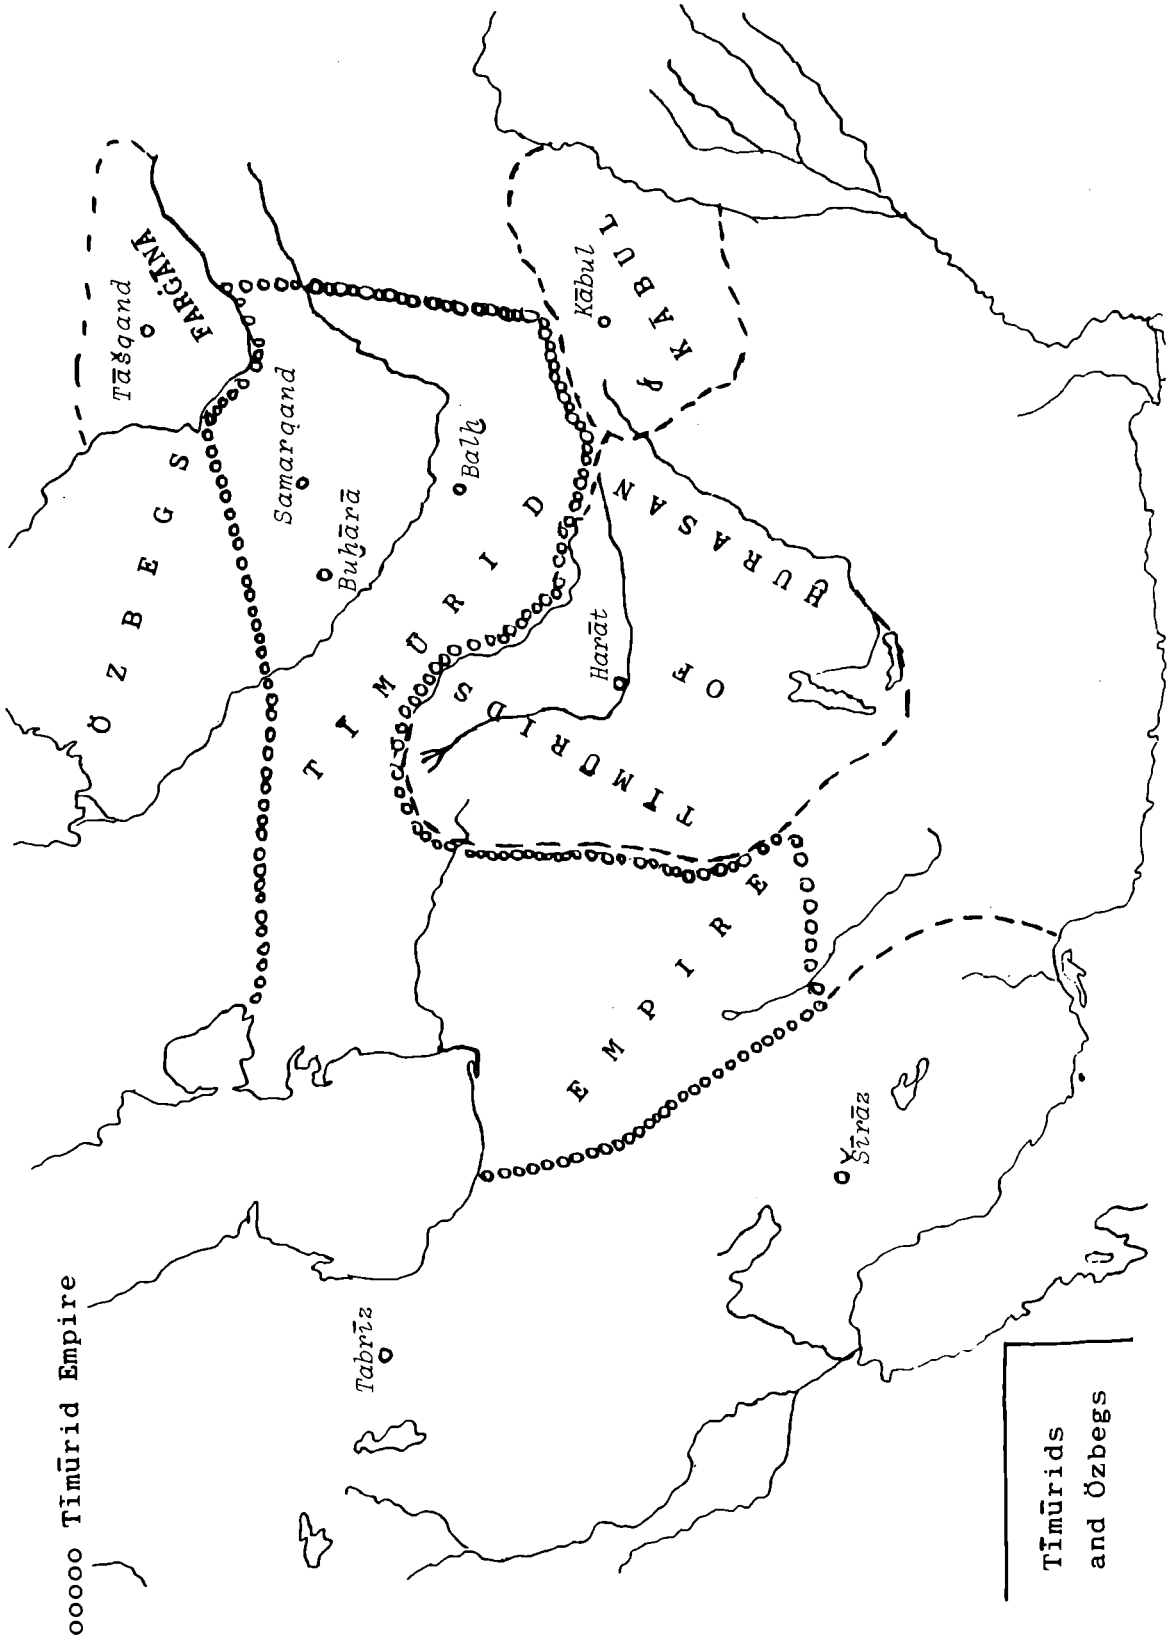 ooooo Tīmūrid Empire
ÖZBEGS
Tāšqand
FARĠĀNĀ
Samarqand
Buḫārā
Balḫ
TĪMŪRID
EMPIRE
TĪMŪRIDS
OF
ḪURASAN
& KĀBUL
Kābul
Harāt
Tabrīz
Šīrāz
Tīmūrids
and Özbegs